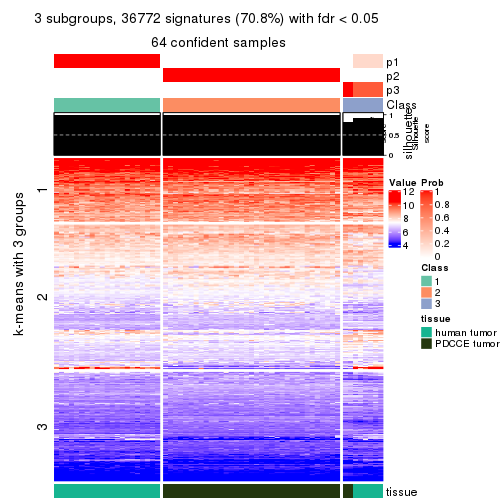 3 subgroups, 36772 signatures (70.8%) with fdr < 0.05
64 confident samples
p1
p2
p3
Class
1
0.5
0
silhouette
Silhouette
score
k-means with 3 groups
1
2
3
Value
12
10
8
6
4
Prob
1
0.8
0.6
0.4
0.2
0
Class
1
2
3
tissue
human tumor
PDCCE tumor
tissue